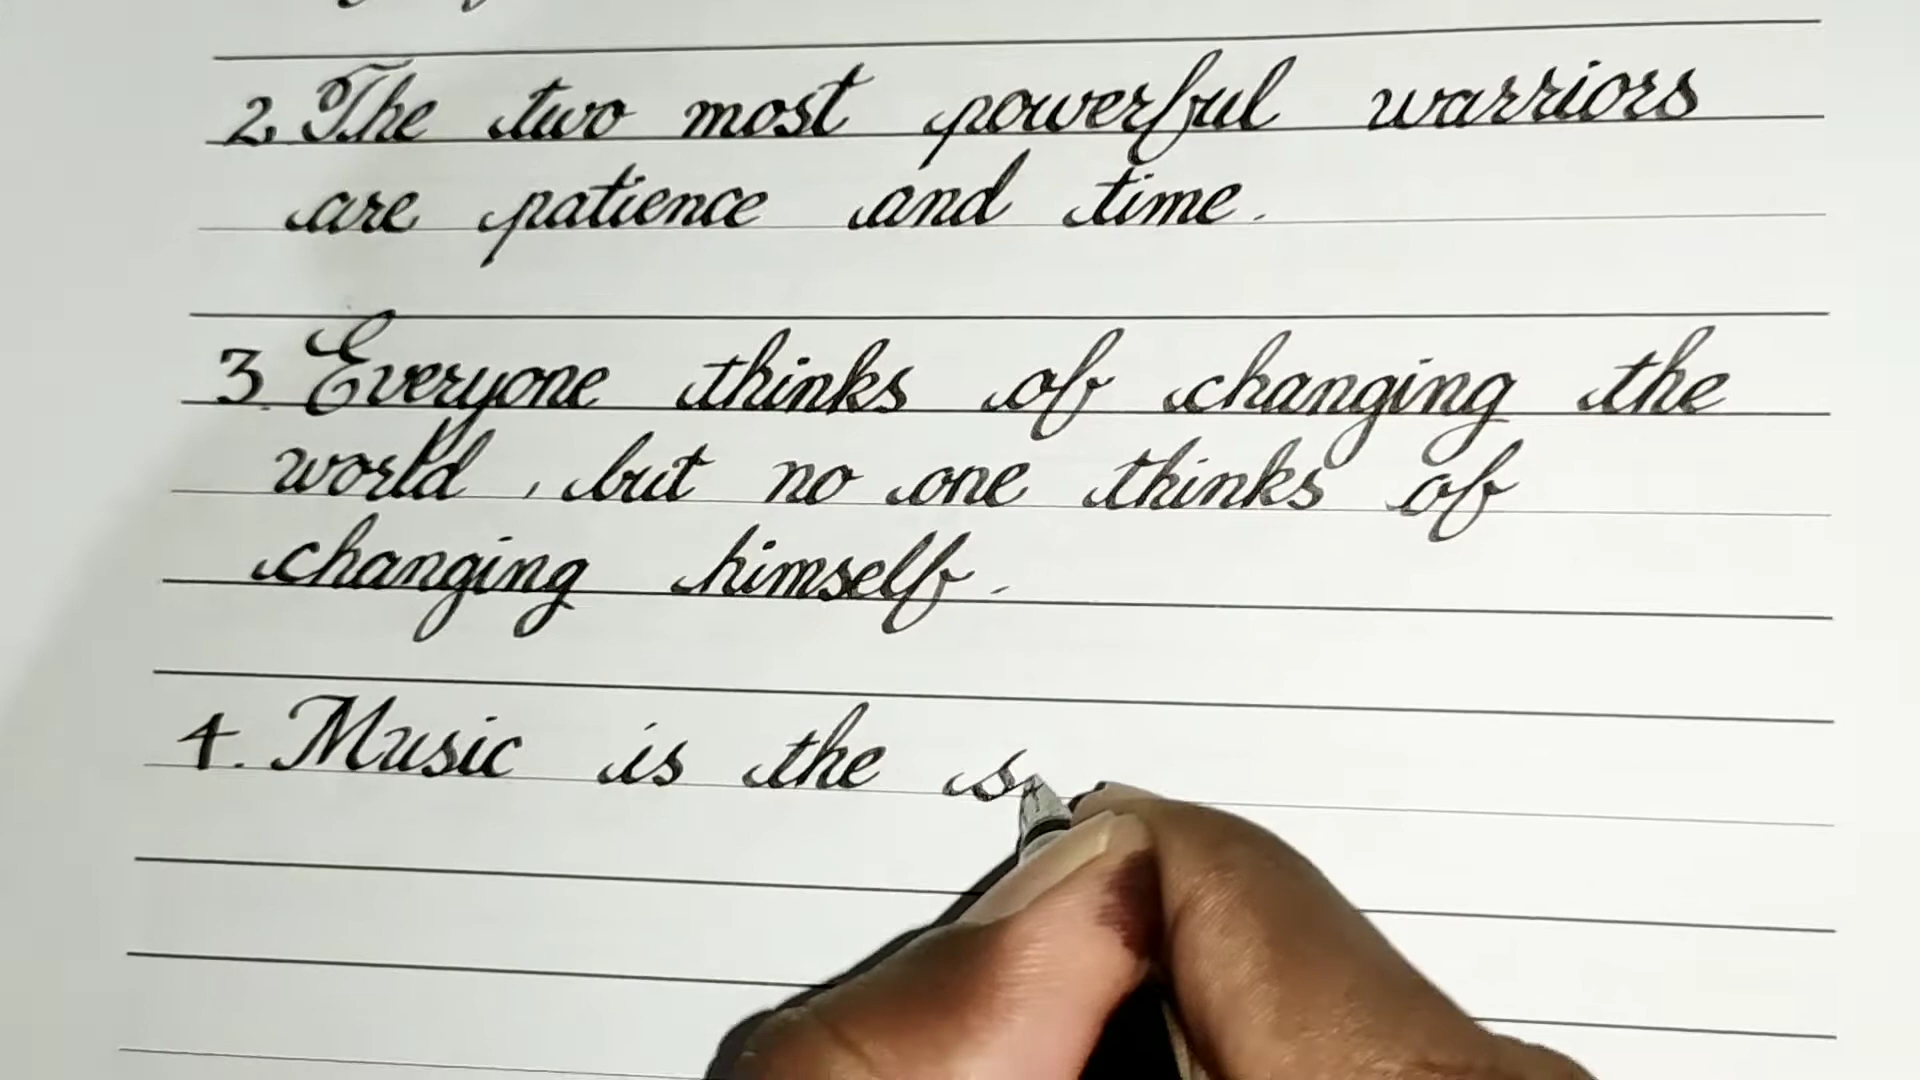 2. The two most powerful warriors
are patience and time.
3. Everyone thinks of changing the
world, but no one thinks of
changing himself.
4. Music is the